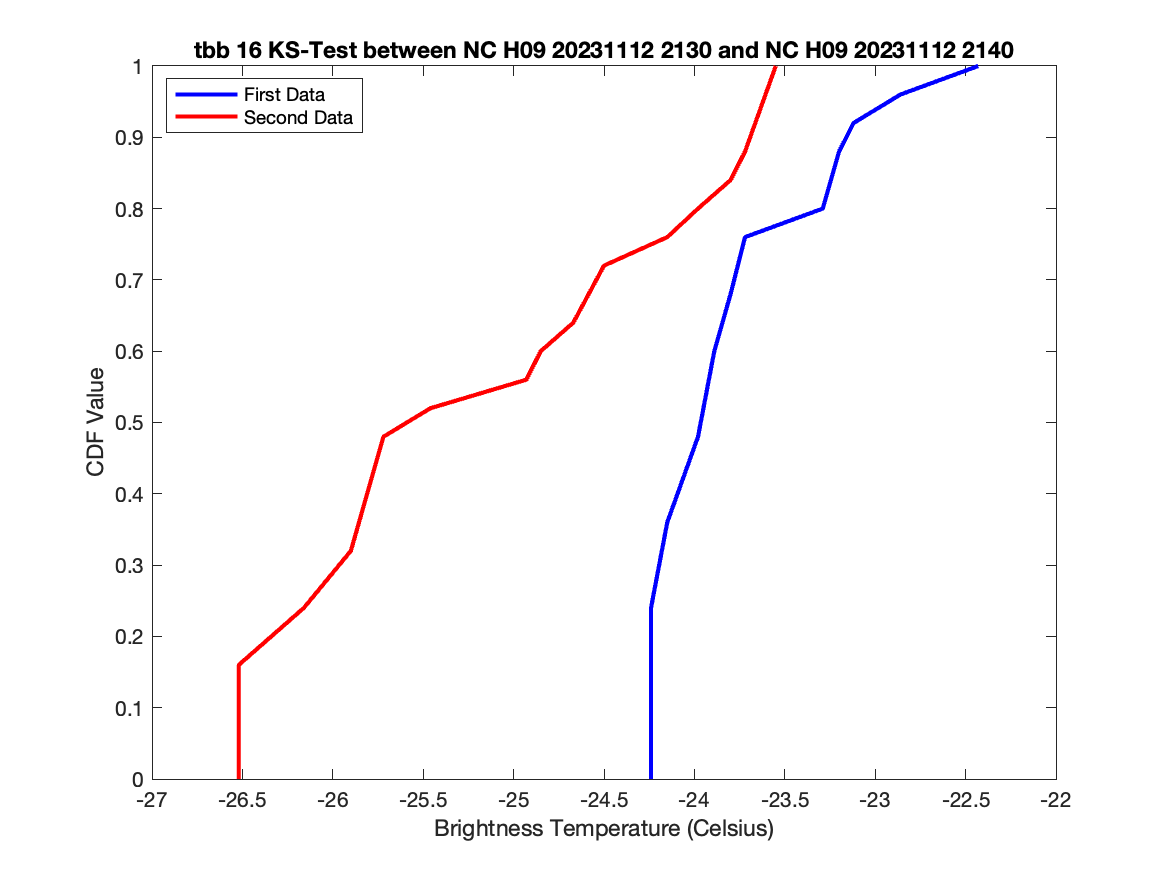 tbb 16 KS-Test between NC H09 20231112 2130 and NC H09 20231112 2140
First Data
Second Data
1
0.9
0.8
0.7
0.6
0.5
0.4
0.3
0.2
0.1
0
CDF Value
-27 -26.5 -26 -25.5 -25 -24.5 -24 -23.5 -23 -22.5 -22
Brightness Temperature (Celsius)